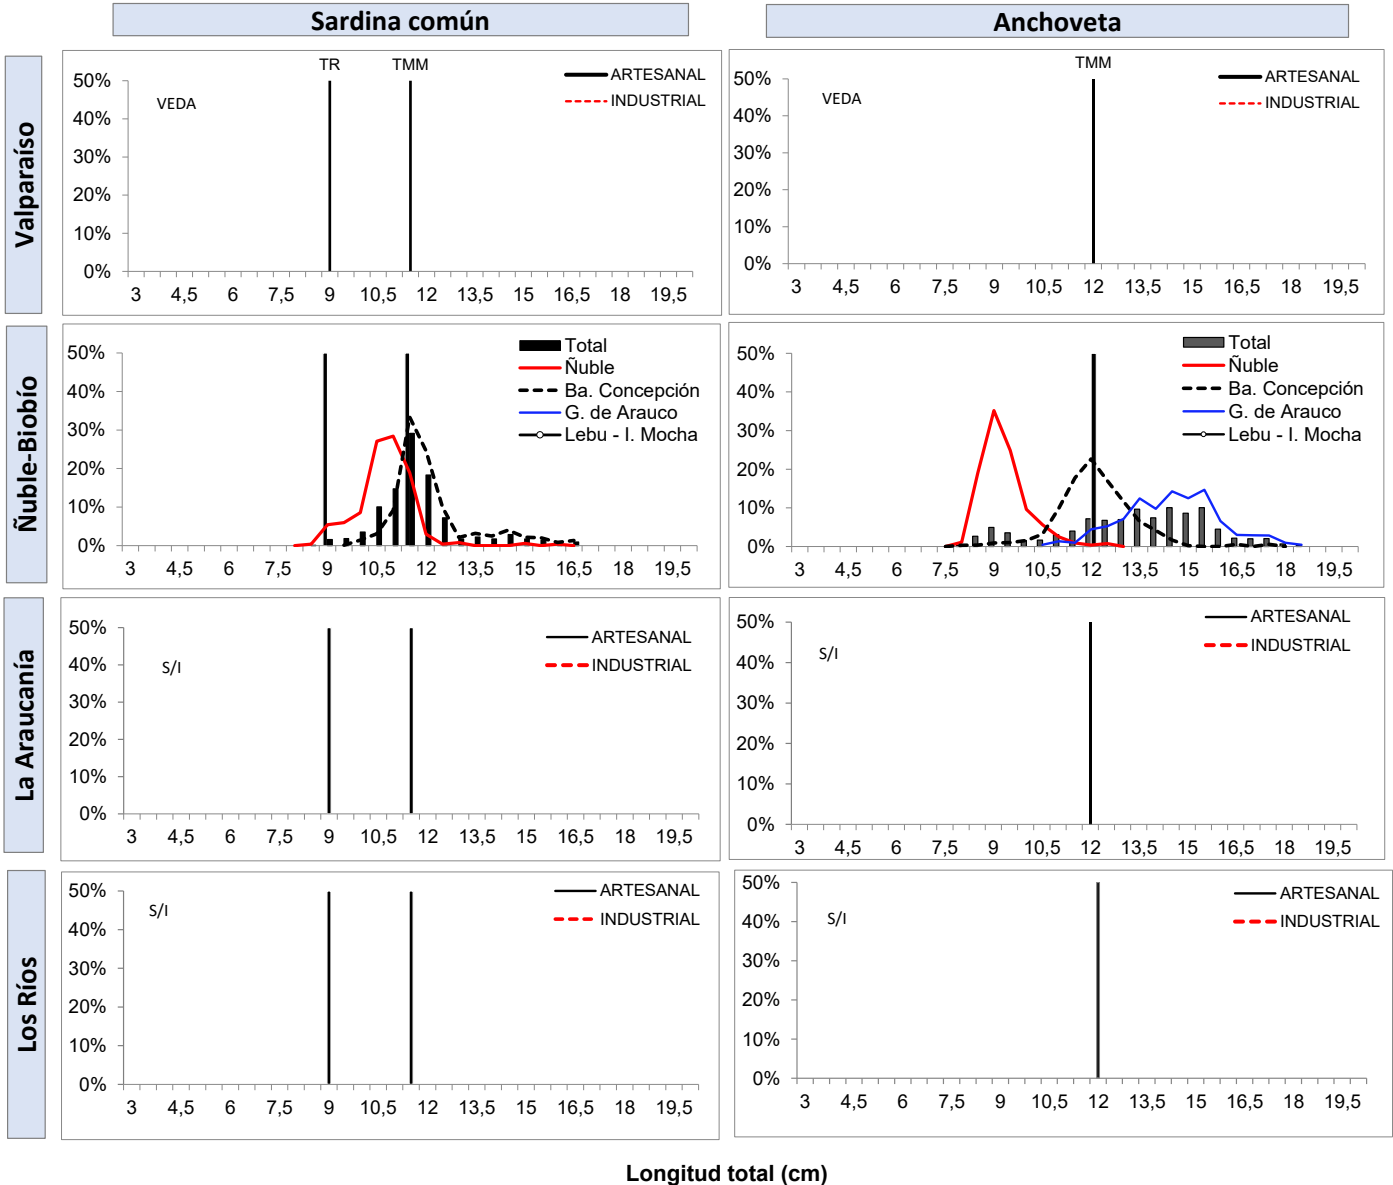 Sardina común
Anchoveta
Valparaíso
TR TMM
ARTESANAL
INDUSTRIAL
VEDA
50%
40%
30%
20%
10%
0%
3 4,5 6 7,5 9 10,5 12 13,5 15 16,5 18 19,5
TMM
ARTESANAL
INDUSTRIAL
VEDA
50%
40%
30%
20%
10%
0%
3 4,5 6 7,5 9 10,5 12 13,5 15 16,5 18 19,5
Ñuble-Biobío
Total
Ñuble
Ba. Concepción
G. de Arauco
Lebu - I. Mocha
50%
40%
30%
20%
10%
0%
3 4,5 6 7,5 9 10,5 12 13,5 15 16,5 18 19,5
Total
Ñuble
Ba. Concepción
G. de Arauco
Lebu - I. Mocha
50%
40%
30%
20%
10%
0%
3 4,5 6 7,5 9 10,5 12 13,5 15 16,5 18 19,5
La Araucanía
ARTESANAL
INDUSTRIAL
S/I
50%
40%
30%
20%
10%
0%
3 4,5 6 7,5 9 10,5 12 13,5 15 16,5 18 19,5
ARTESANAL
INDUSTRIAL
S/I
50%
40%
30%
20%
10%
0%
3 4,5 6 7,5 9 10,5 12 13,5 15 16,5 18 19,5
Los Ríos
ARTESANAL
INDUSTRIAL
S/I
50%
40%
30%
20%
10%
0%
3 4,5 6 7,5 9 10,5 12 13,5 15 16,5 18 19,5
ARTESANAL
INDUSTRIAL
S/I
50%
40%
30%
20%
10%
0%
3 4,5 6 7,5 9 10,5 12 13,5 15 16,5 18 19,5
Longitud total (cm)